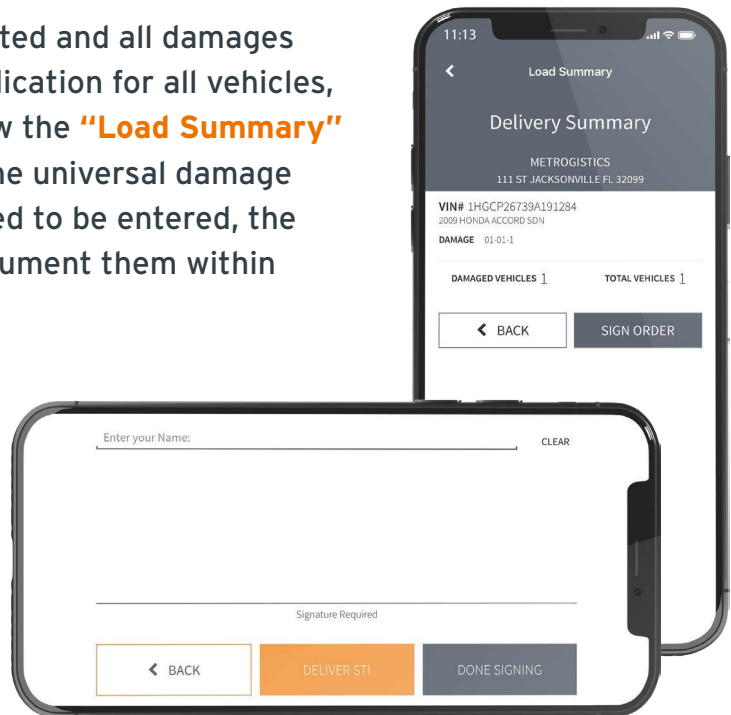 ted and all damages
lication for all vehicles,
w the “Load Summary”
ne universal damage
ed to be entered, the
ument them within
11:13
Load Summary
Delivery Summary
METROGISTICS
111 ST JACKSONVILLE FL 32099
VIN# 1HGCP26739A191284
2009 HONDA ACCORD SDN
DAMAGE 01-01-1
DAMAGED VEHICLES 1 TOTAL VEHICLES 1
BACK SIGN ORDER
Enter your Name: CLEAR
Signature Required
BACK DELIVER STI DONE SIGNING